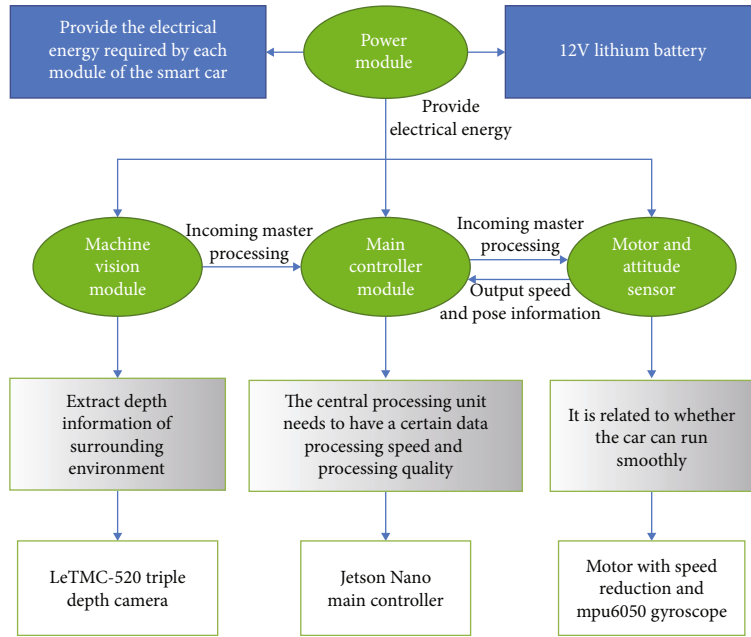 Provide the electrical
energy required by each
module of the smart car
Power
module
12V lithium battery
Provide
electrical energy
Machine
vision module
Incoming master
processing
Main
controller
module
Incoming master
processing
Output speed
and pose information
Motor and
attitude
sensor
Extract depth
information of
surrounding
environment
The central processing unit
needs to have a certain data
processing speed and
processing quality
It is related to whether
the car can run
smoothly
LeTMC-520 triple
depth camera
Jetson Nano
main controller
Motor with speed
reduction and
mpu6050 gyroscope